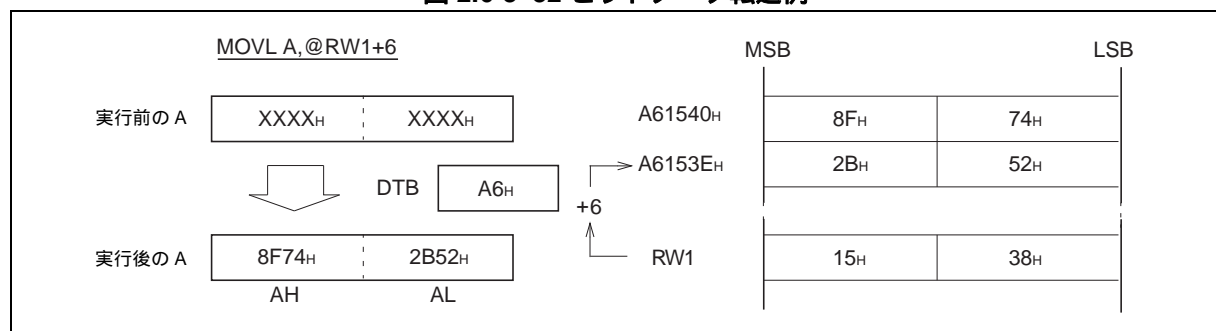 MOVL A,@RW1+6
MSB LSB
実行前の A XXXXH XXXXH A61540H 8FH 74H
A6153EH 2BH 52H
DTB A6H
+6
実行後の A 8F74H 2B52H RW1 15H 38H
AH AL